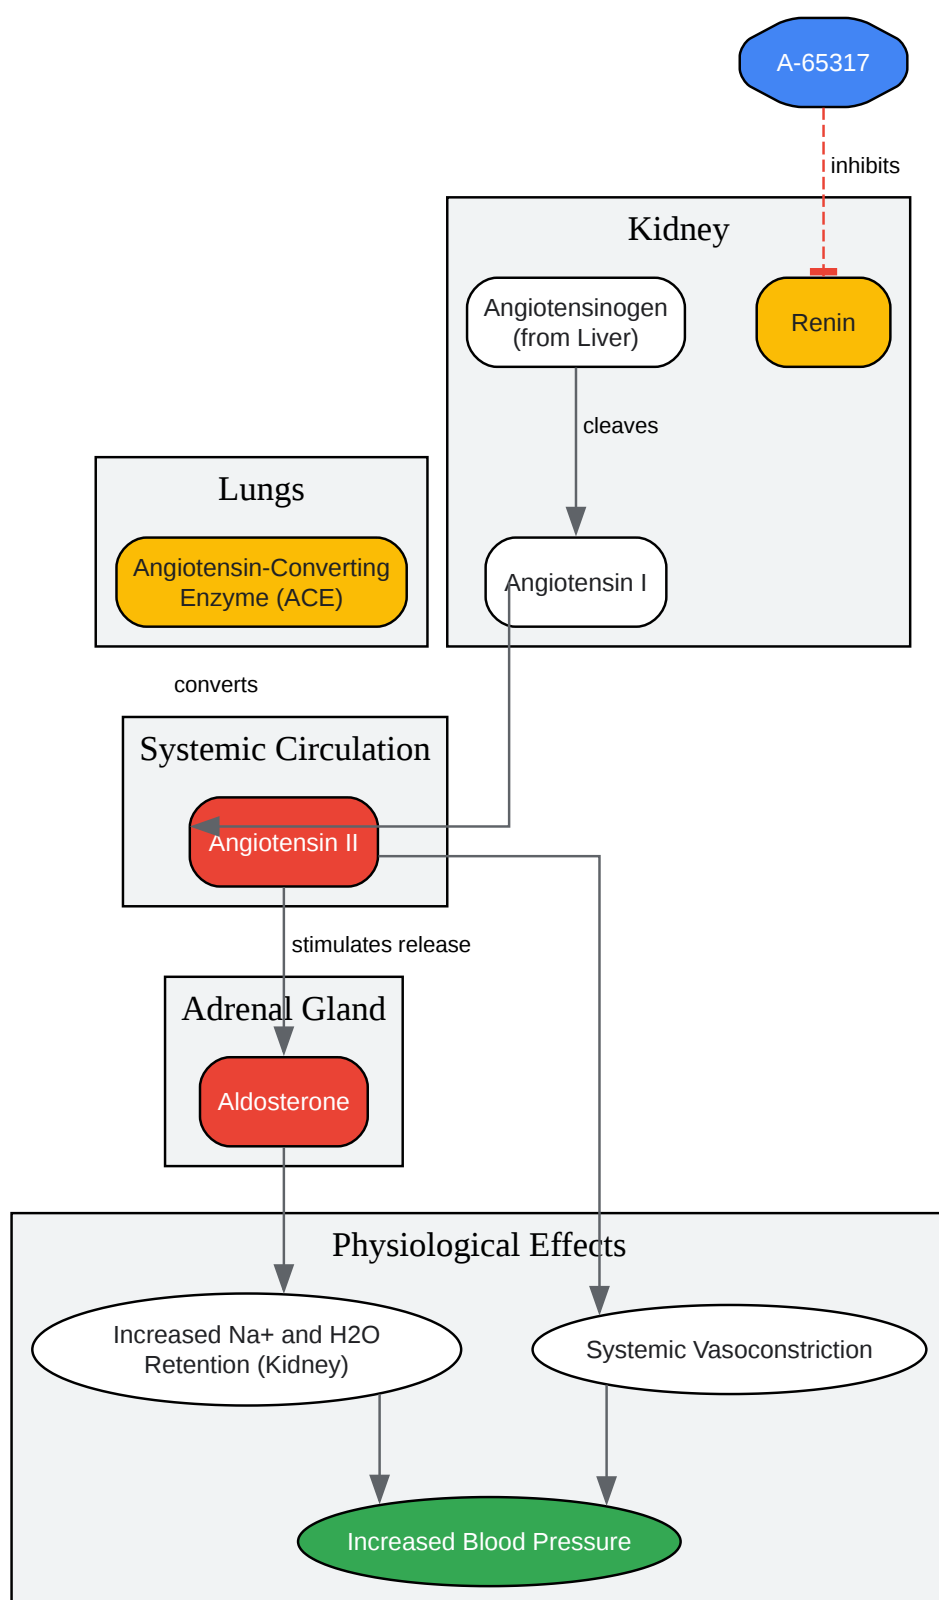 A-65317
inhibits
Kidney
Angiotensinogen
(from Liver)
Renin
cleaves
Lungs
Angiotensin-Converting
Enzyme (ACE)
Angiotensin I
converts
Systemic Circulation
Angiotensin II
stimulates release
Adrenal Gland
Aldosterone
Physiological Effects
Increased Na+ and H2O
Retention (Kidney)
Systemic Vasoconstriction
Increased Blood Pressure